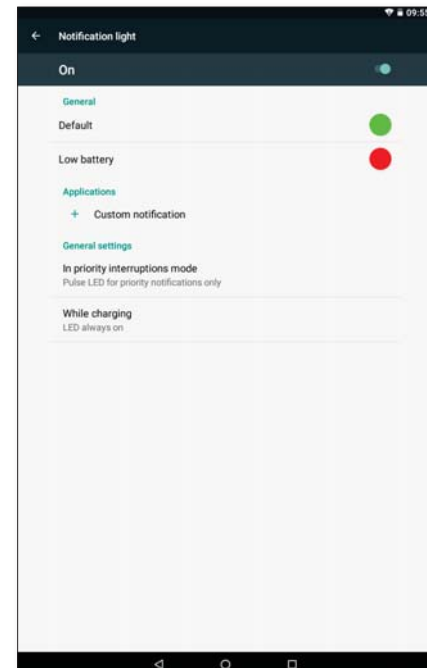 09:55
Notification light
On
General
Default
Low battery
Applications
+ Custom notification
General settings
In priority interruptions mode
Pulse LED for priority notifications only
While charging
LED always on